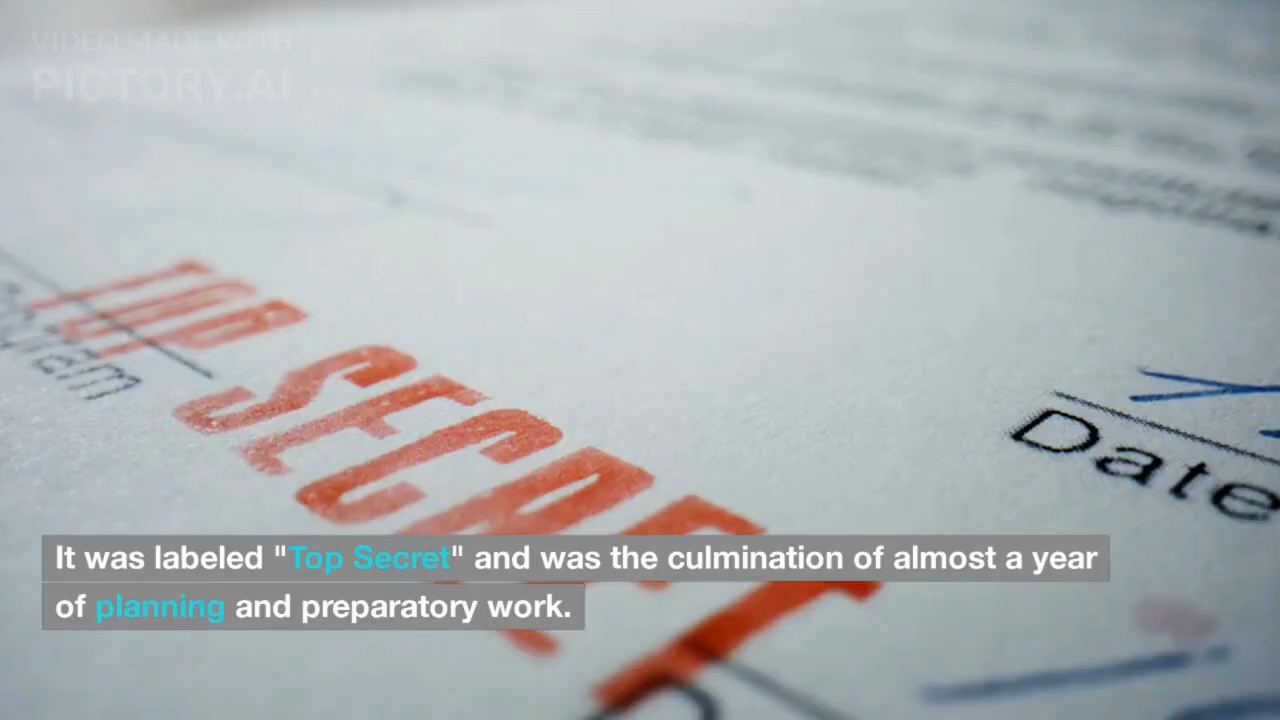 VIDEO MADE WITH
PICTORY.AI
TOP SECRET
Date
It was labeled "Top Secret" and was the culmination of almost a year
of planning and preparatory work.